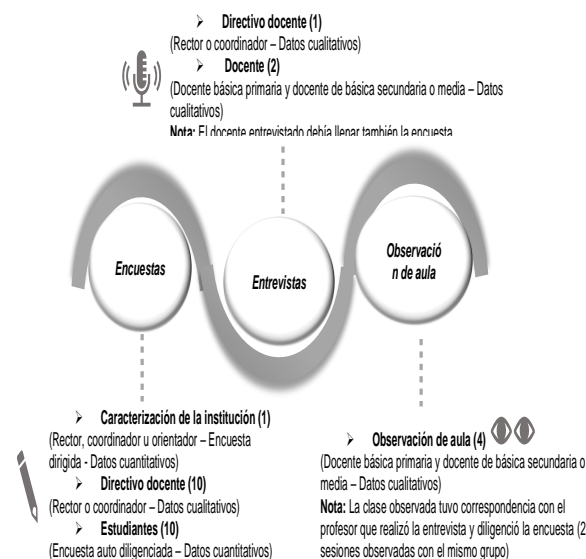 ➢ Directivo docente (1)
(Rector o coordinador – Datos cualitativos)
➢ Docente (2)
(Docente básica primaria y docente de básica secundaria o media – Datos
cualitativos)
Nota: El docente entrevistado debía llenar también la encuesta
Encuestas
Entrevistas
Observació
n de aula
➢ Caracterización de la institución (1)
(Rector, coordinador u orientador – Encuesta
dirigida - Datos cuantitativos)
➢ Directivo docente (10)
(Rector o coordinador – Datos cualitativos)
➢ Estudiantes (10)
(Encuesta auto diligenciada – Datos cuantitativos)
➢ Observación de aula (4)
(Docente básica primaria y docente de básica secundaria o
media – Datos cualitativos)
Nota: La clase observada tuvo correspondencia con el
profesor que realizó la entrevista y diligenció la encuesta (2
sesiones observadas con el mismo grupo)